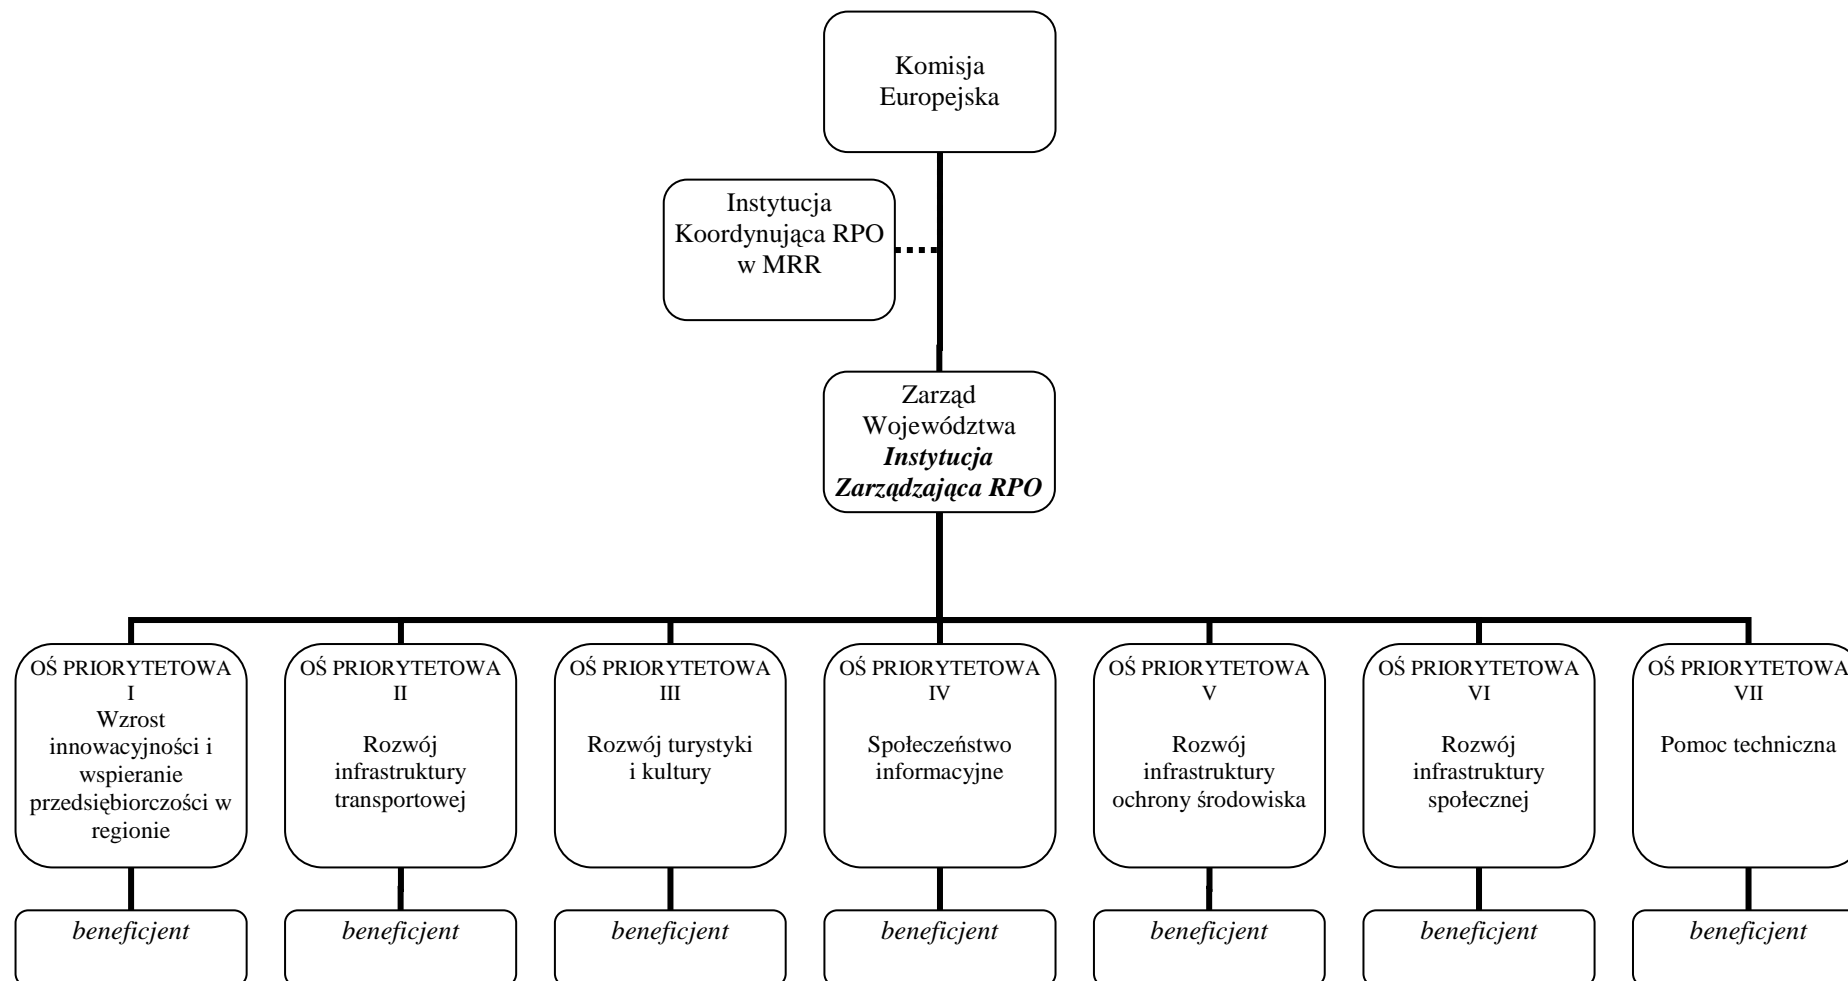 Komisja
Europejska
Instytucja
Koordynująca RPO
w MRR
Zarząd
Województwa
Instytucja
Zarządzająca RPO
OŚ PRIORYTETOWA
I
Wzrost
innowacyjności i
wspieranie
przedsiębiorczości w
regionie
OŚ PRIORYTETOWA
II
Rozwój
infrastruktury
transportowej
OŚ PRIORYTETOWA
III
Rozwój turystyki
i kultury
OŚ PRIORYTETOWA
IV
Społeczeństwo
informacyjne
OŚ PRIORYTETOWA
V
Rozwój
infrastruktury
ochrony środowiska
OŚ PRIORYTETOWA
VI
Rozwój
infrastruktury
społecznej
OŚ PRIORYTETOWA
VII
Pomoc techniczna
beneficjent
beneficjent
beneficjent
beneficjent
beneficjent
beneficjent
beneficjent